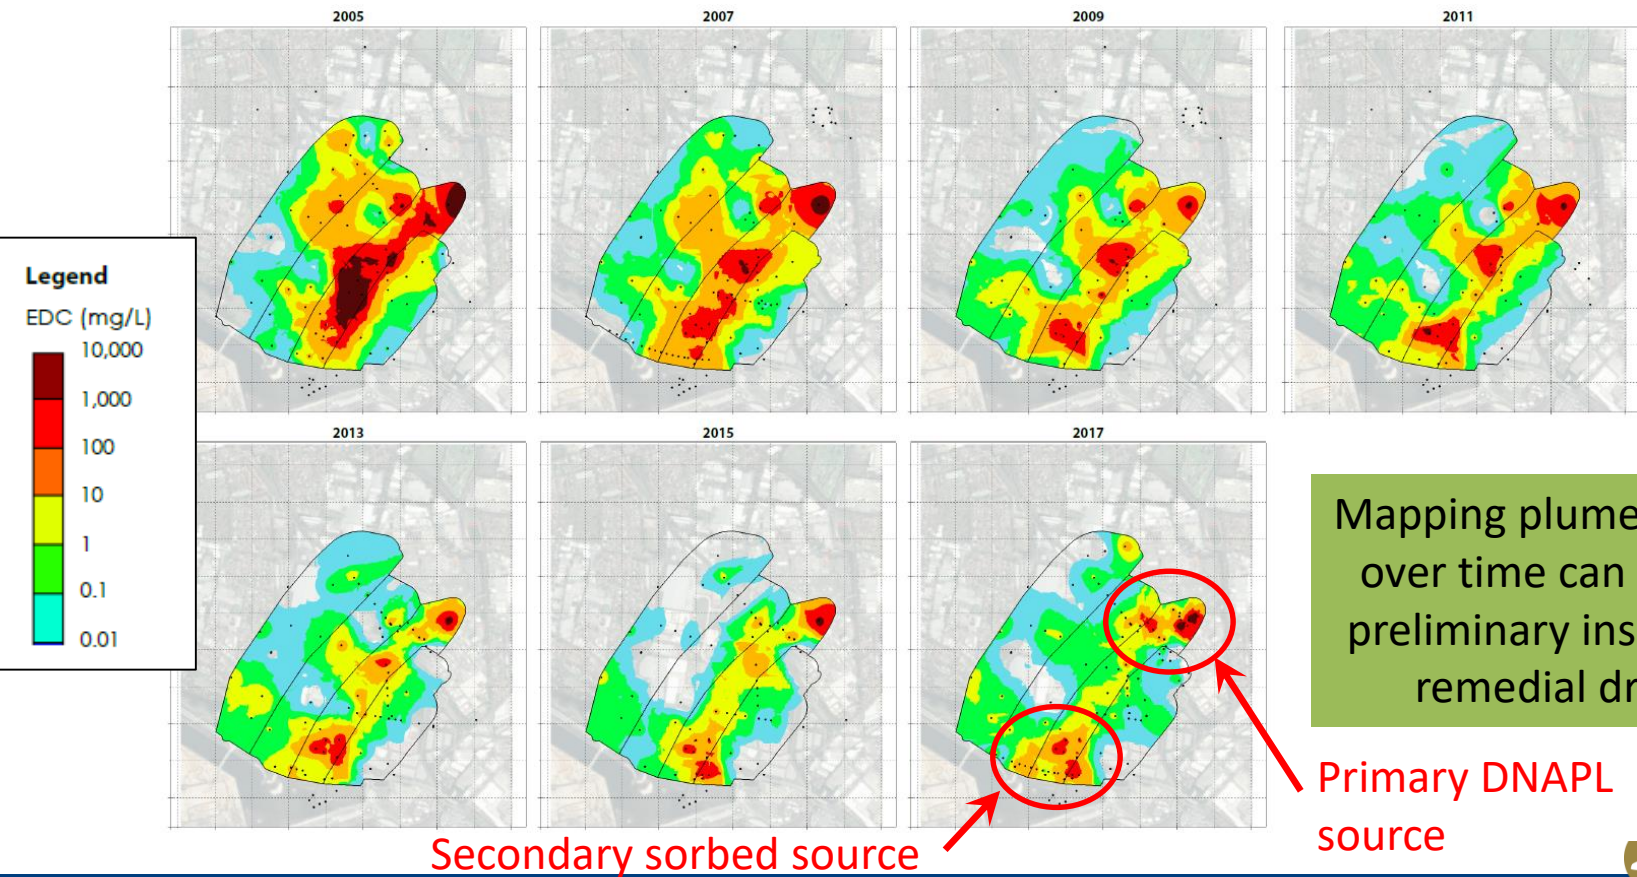 2005
2007
2009
2011
Legend
EDC (mg/L)
10,000
1,000
100
10
1
0.1
0.01
2013
2015
2017
Mapping plume
over time can
preliminary ins
remedial dr
Primary DNAPL
source
Secondary sorbed source